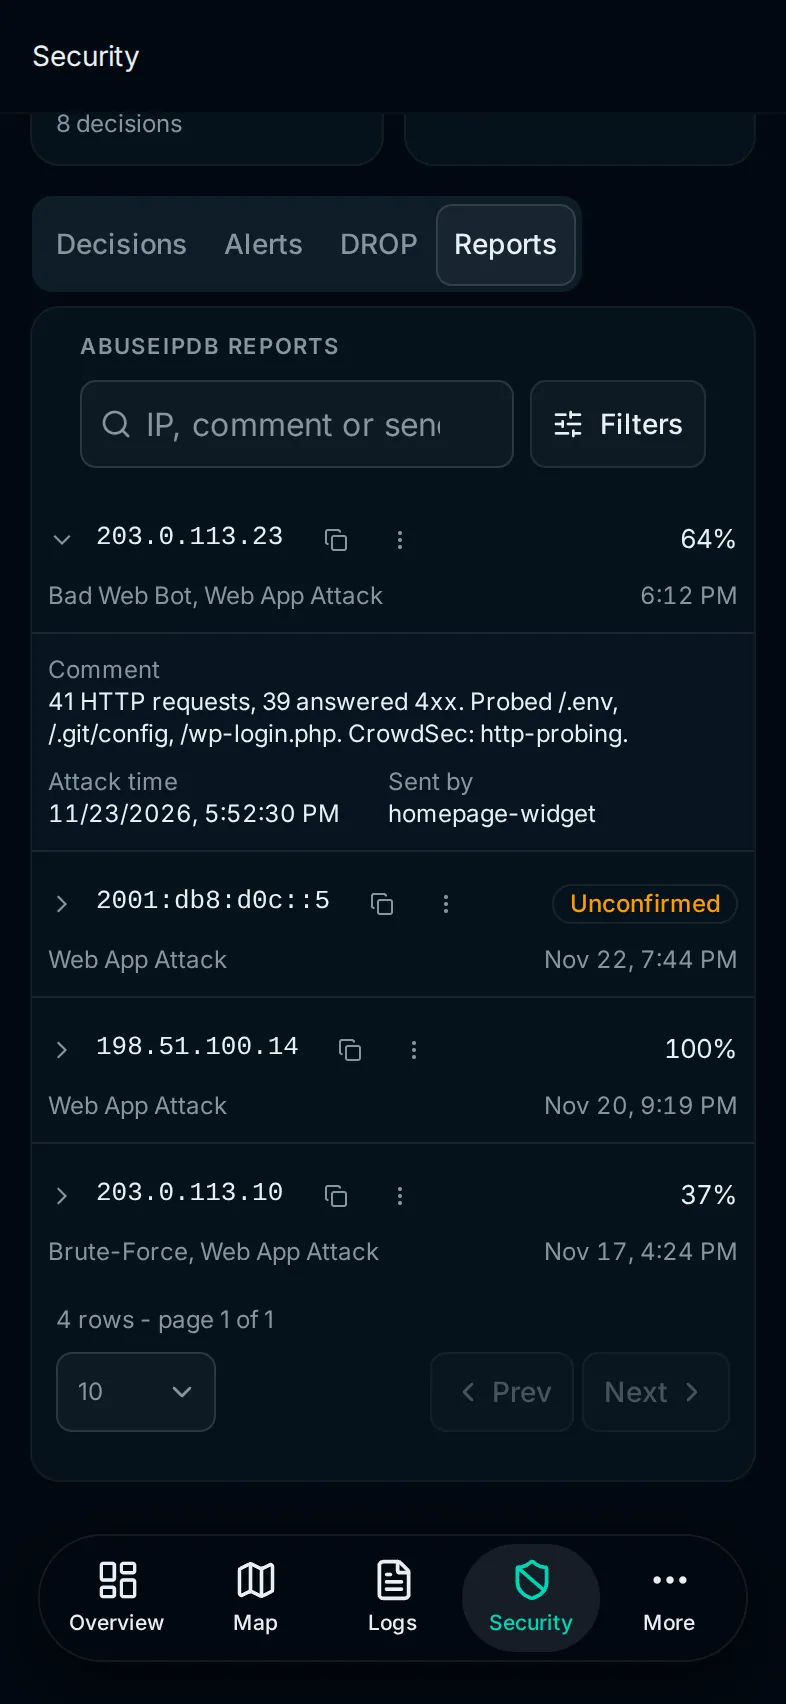 Security
8 decisions
Decisions Alerts DROP Reports
ABUSEIPDB REPORTS
IP, comment or send Filters
203.0.113.23 64%
Bad Web Bot, Web App Attack 6:12 PM
Comment
41 HTTP requests, 39 answered 4xx. Probed /.env,
/.git/config, /wp-login.php. CrowdSec: http-probing.
Attack time Sent by
11/23/2026, 5:52:30 PM homepage-widget
2001:db8:d0c::5 Unconfirmed
Web App Attack Nov 22, 7:44 PM
198.51.100.14 100%
Web App Attack Nov 20, 9:19 PM
203.0.113.10 37%
Brute-Force, Web App Attack Nov 17, 4:24 PM
4 rows - page 1 of 1
10 Prev Next
Overview Map Logs Security More